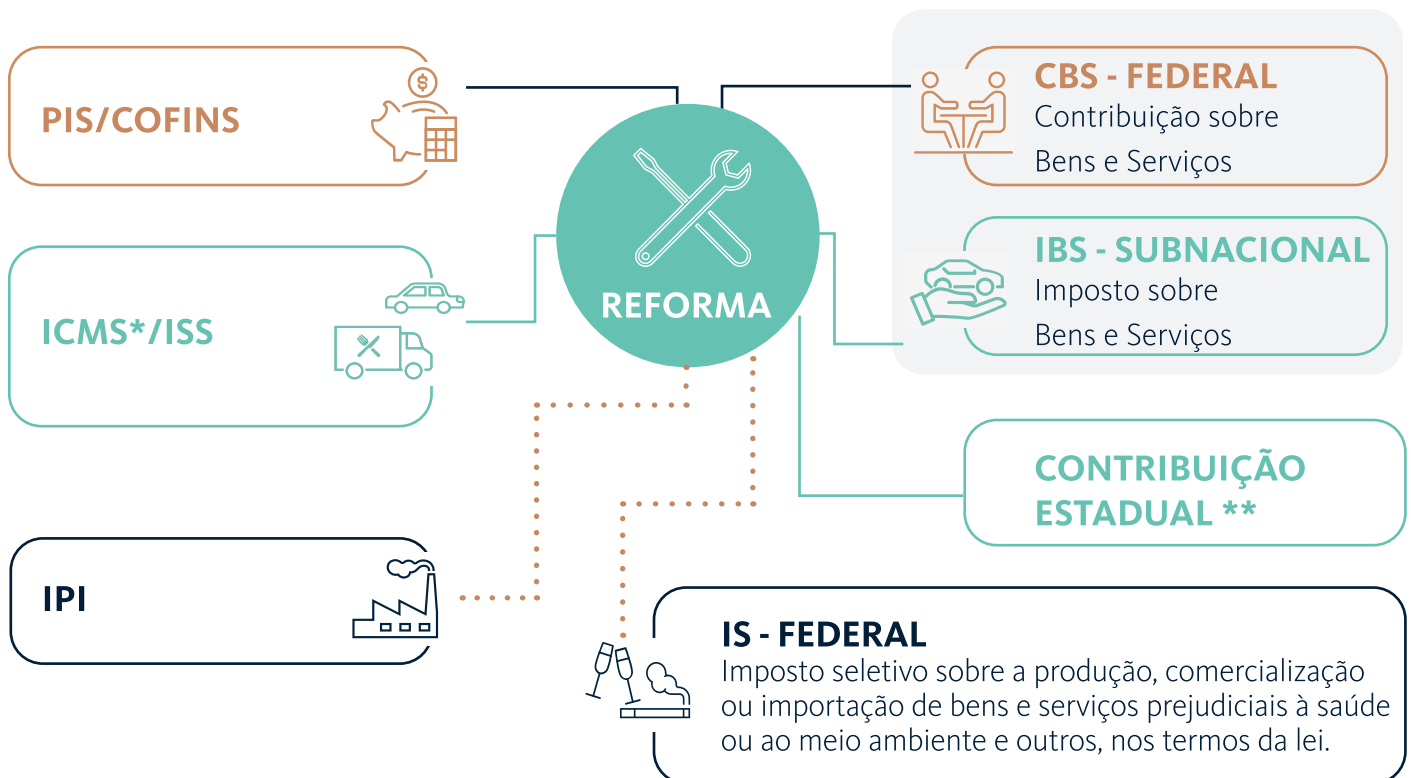 PIS/COFINS
ICMS*/ISS
IPI
$
REFORMA
CBS - FEDERAL
Contribuição sobre
Bens e Serviços
IBS - SUBNACIONAL
Imposto sobre
Bens e Serviços
CONTRIBUIÇÃO
ESTADUAL **
IS - FEDERAL
Imposto seletivo sobre a produção, comercialização
ou importação de bens e serviços prejudiciais à saúde
ou ao meio ambiente e outros, nos termos da lei.